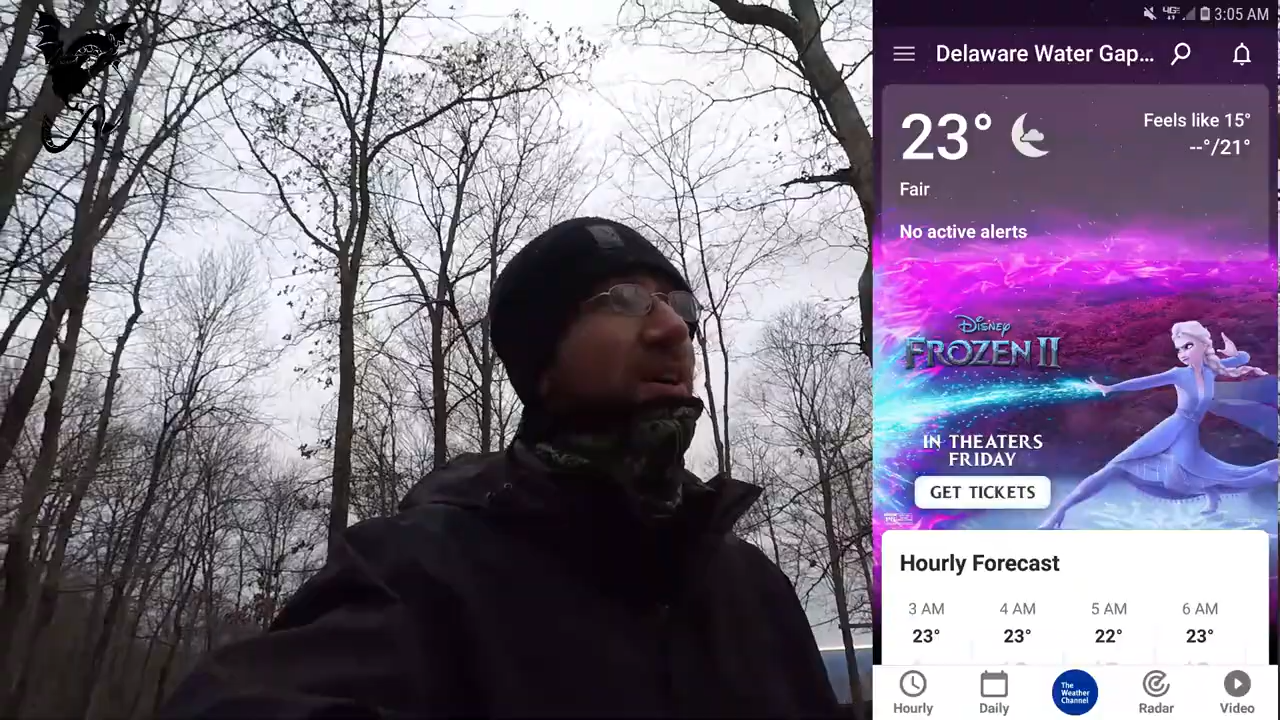 4G
3:05 AM
Delaware Water Gap...
23°
Feels like 15°
--°/21°
Fair
No active alerts
Disney
FROZEN II
IN THEATERS
FRIDAY
GET TICKETS
Hourly Forecast
3 AM
4 AM
5 AM
6 AM
23°
23°
22°
23°
The
Weather
Channel
Hourly
Daily
Radar
Video